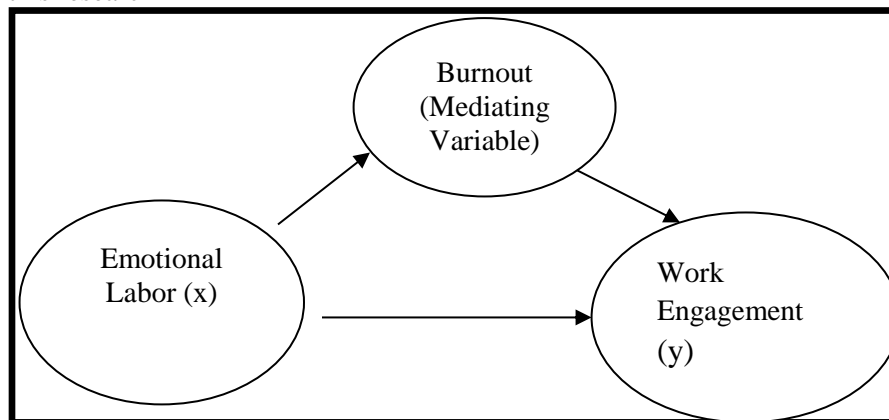 Burnout
(Mediating
Variable)
Emotional
Labor (x)
Work
Engagement
(y)